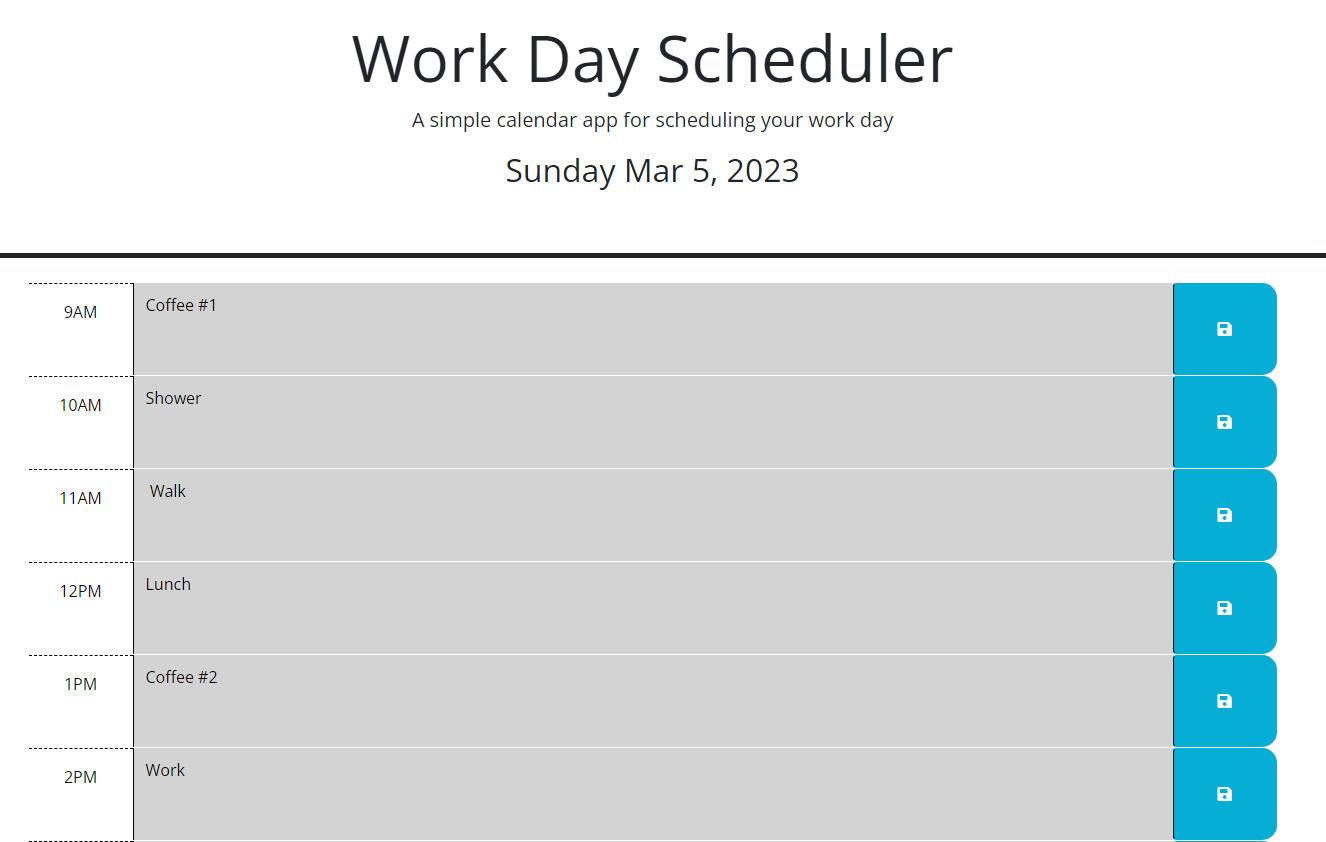 Work Day Scheduler
A simple calendar app for scheduling your work day
Sunday Mar 5, 2023
9AM Coffee #1
10AM Shower
11AM Walk
12PM Lunch
1PM Coffee #2
2PM Work